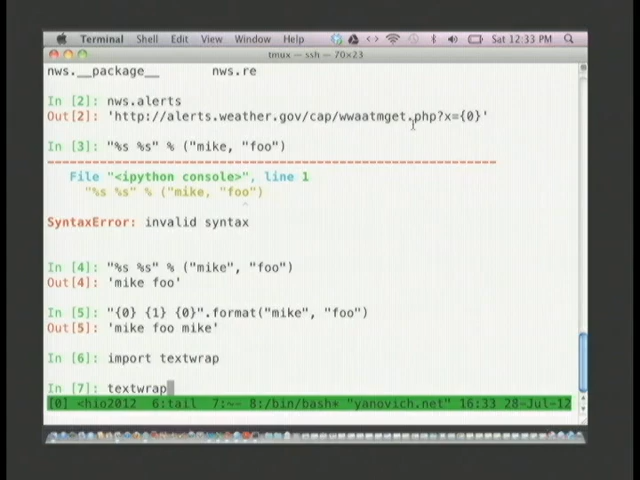 Terminal Shell Edit View Window Help Sat 12:33 PM
tmux — ssh — 70×23
nws.__package__ nws.re
In [2]: nws.alerts
Out[2]: 'http://alerts.weather.gov/cap/wwaatmget.php?x={0}'
In [3]: "%s %s" % ("mike, "foo")
File "<ipython console>", line 1
"%s %s" % ("mike, "foo")
^
SyntaxError: invalid syntax
In [4]: "%s %s" % ("mike", "foo")
Out[4]: 'mike foo'
In [5]: "{0} {1} {0}".format("mike", "foo")
Out[5]: 'mike foo mike'
In [6]: import textwrap
In [7]: textwrap
[0] <hio2012 6:tail 7:~- 8:/bin/bash* "yanovich.net" 16:33 28-Jul-12